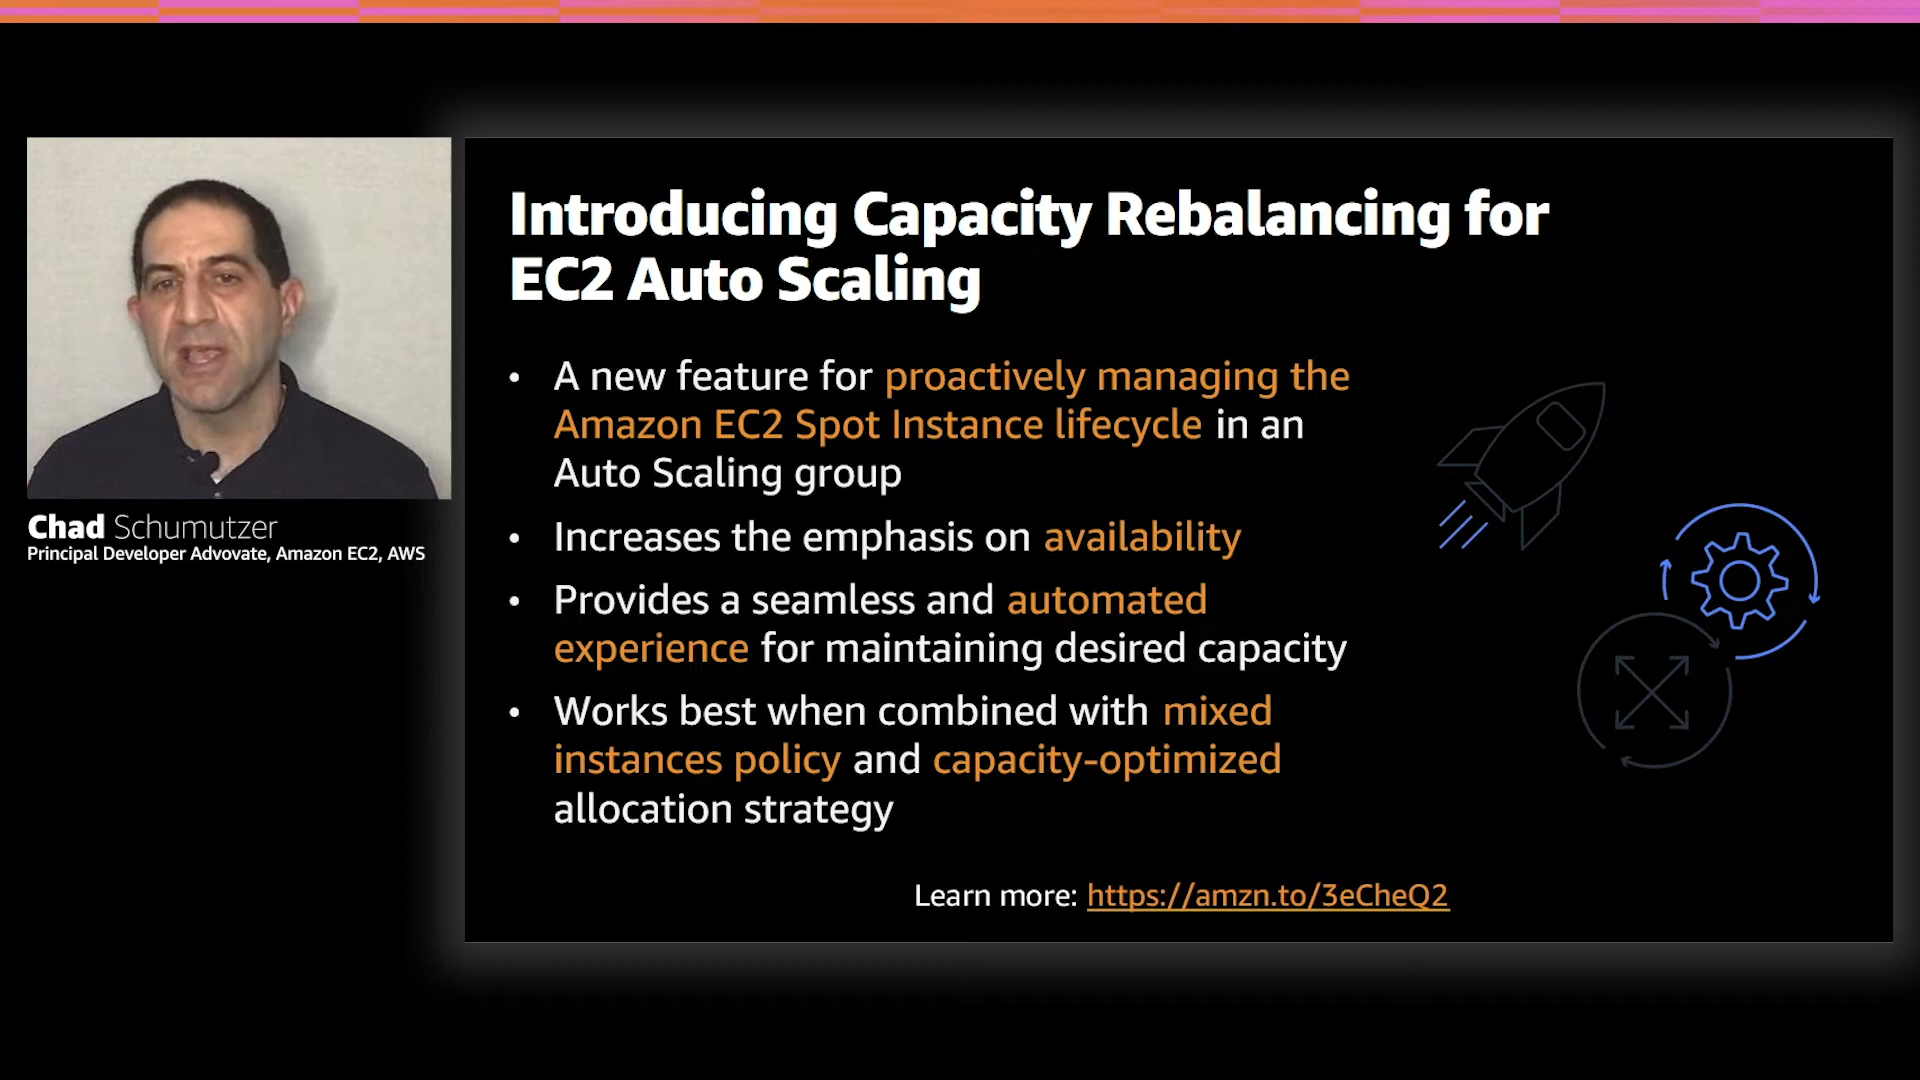 Introducing Capacity Rebalancing for
EC2 Auto Scaling
• A new feature for proactively managing the
Amazon EC2 Spot Instance lifecycle in an
Auto Scaling group
• Increases the emphasis on availability
• Provides a seamless and automated
experience for maintaining desired capacity
• Works best when combined with mixed
instances policy and capacity-optimized
allocation strategy
Learn more: https://amzn.to/3eCheQ2
Chad Schumutzer
Principal Developer Advovate, Amazon EC2, AWS